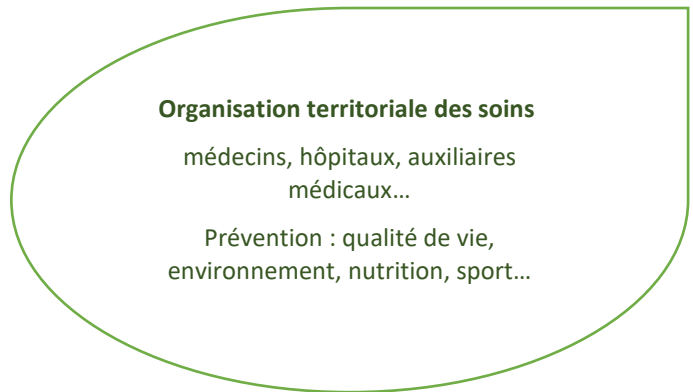 Organisation territoriale des soins
médecins, hôpitaux, auxiliaires
médicaux…
Prévention : qualité de vie,
environnement, nutrition, sport…